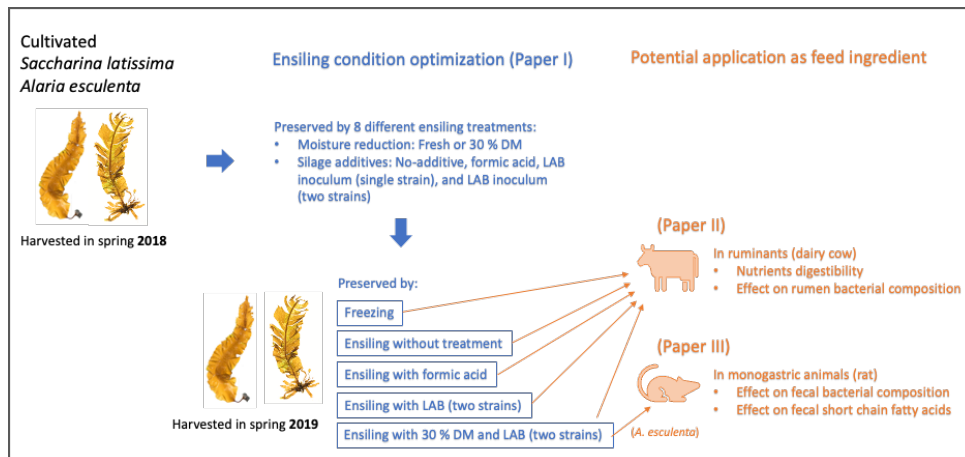 Cultivated
Saccharina latissima
Alaria esculenta
Harvested in spring 2018
Ensiling condition optimization (Paper I)
Preserved by 8 different ensiling treatments:
• Moisture reduction: Fresh or 30 % DM
• Silage additives: No-additive, formic acid, LAB
inoculum (single strain), and LAB inoculum
(two strains)
Potential application as feed ingredient
Harvested in spring 2019
Preserved by:
Freezing
Ensiling without treatment
Ensiling with formic acid
Ensiling with LAB (two strains)
Ensiling with 30 % DM and LAB (two strains)
(Paper II)
In ruminants (dairy cow)
• Nutrients digestibility
• Effect on rumen bacterial composition
(Paper III)
In monogastric animals (rat)
• Effect on fecal bacterial composition
• Effect on fecal short chain fatty acids
(A. esculenta)